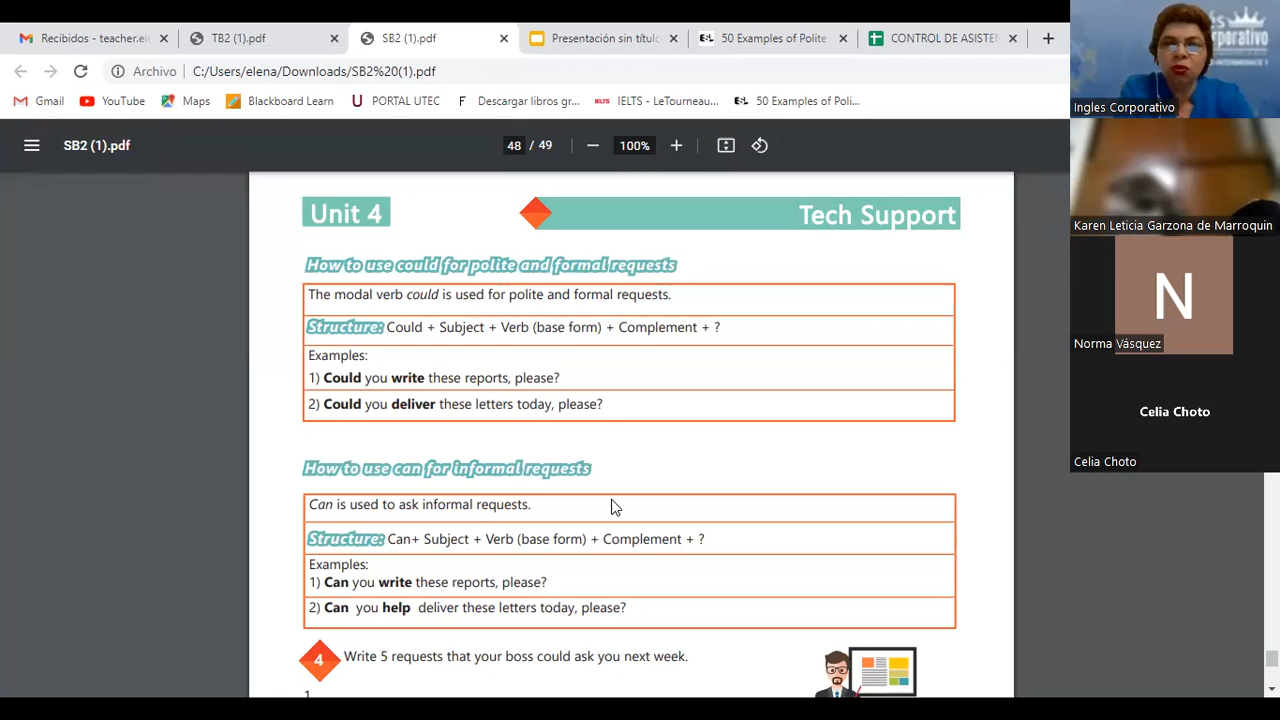 Recibidos - teacher.el
TB2 (1).pdf
SB2 (1).pdf
Presentación sin título
50 Examples of Polite
CONTROL DE ASISTEN
Archivo
C:/Users/elena/Downloads/SB2%20(1).pdf
Gmail
YouTube
Maps
Blackboard Learn
PORTAL UTEC
Descargar libros gr...
IELTS - LeTourneau...
50 Examples of Poli...
SB2 (1).pdf
48 / 49
100%
Unit 4
Tech Support
How to use could for polite and formal requests
The modal verb could is used for polite and formal requests.
Structure: Could + Subject + Verb (base form) + Complement + ?
Examples:
1) Could you write these reports, please?
2) Could you deliver these letters today, please?
How to use can for informal requests
Can is used to ask informal requests.
Structure: Can+ Subject + Verb (base form) + Complement + ?
Examples:
1) Can you write these reports, please?
2) Can you help deliver these letters today, please?
4 Write 5 requests that your boss could ask you next week.
1
Ingles Corporativo
Karen Leticia Garzona de Marroquin
N
Norma Vásquez
Celia Choto
Celia Choto